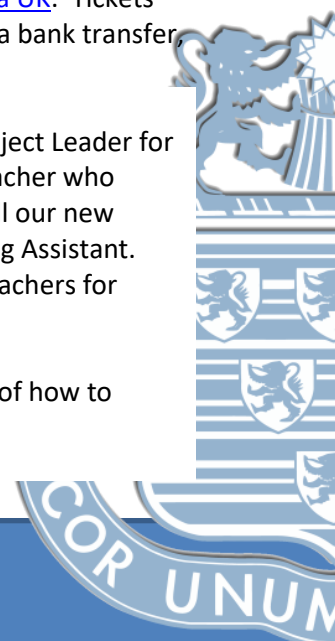 a UK. Tickets
a bank transfer,
ject Leader for
acher who
l our new
g Assistant.
achers for
of how to
COR UNUM